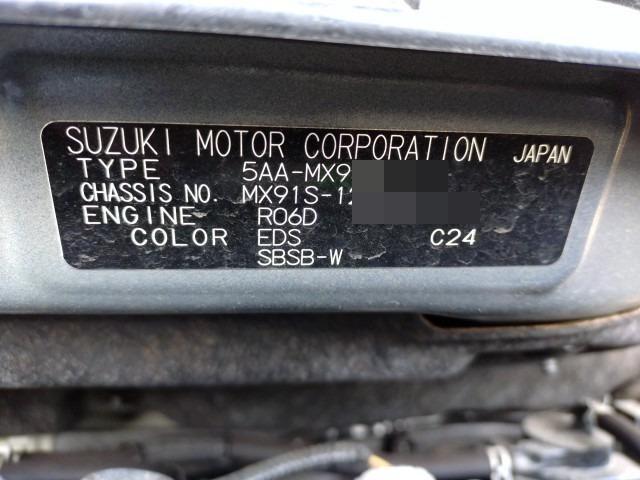 SUZUKI MOTOR CORPORATION JAPAN
TYPE 5AA-MX9
CHASSIS NO. MX91S-12
ENGINE R06D
COLOR EDS C24
SBSB-W